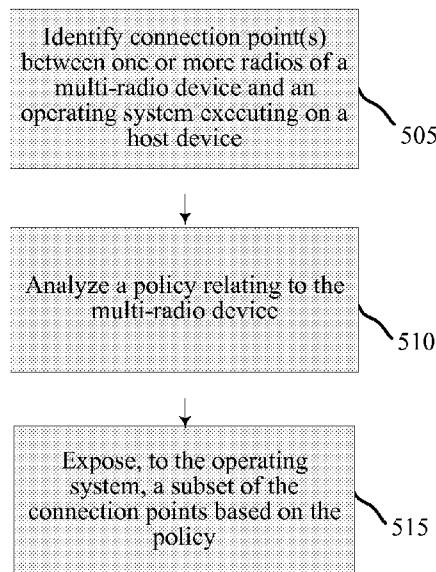 Identify connection point(s)
between one or more radios of a
multi-radio device and an
operating system executing on a
host device
505
Analyze a policy relating to the
multi-radio device
510
Expose, to the operating
system, a subset of the
connection points based on the
policy
515